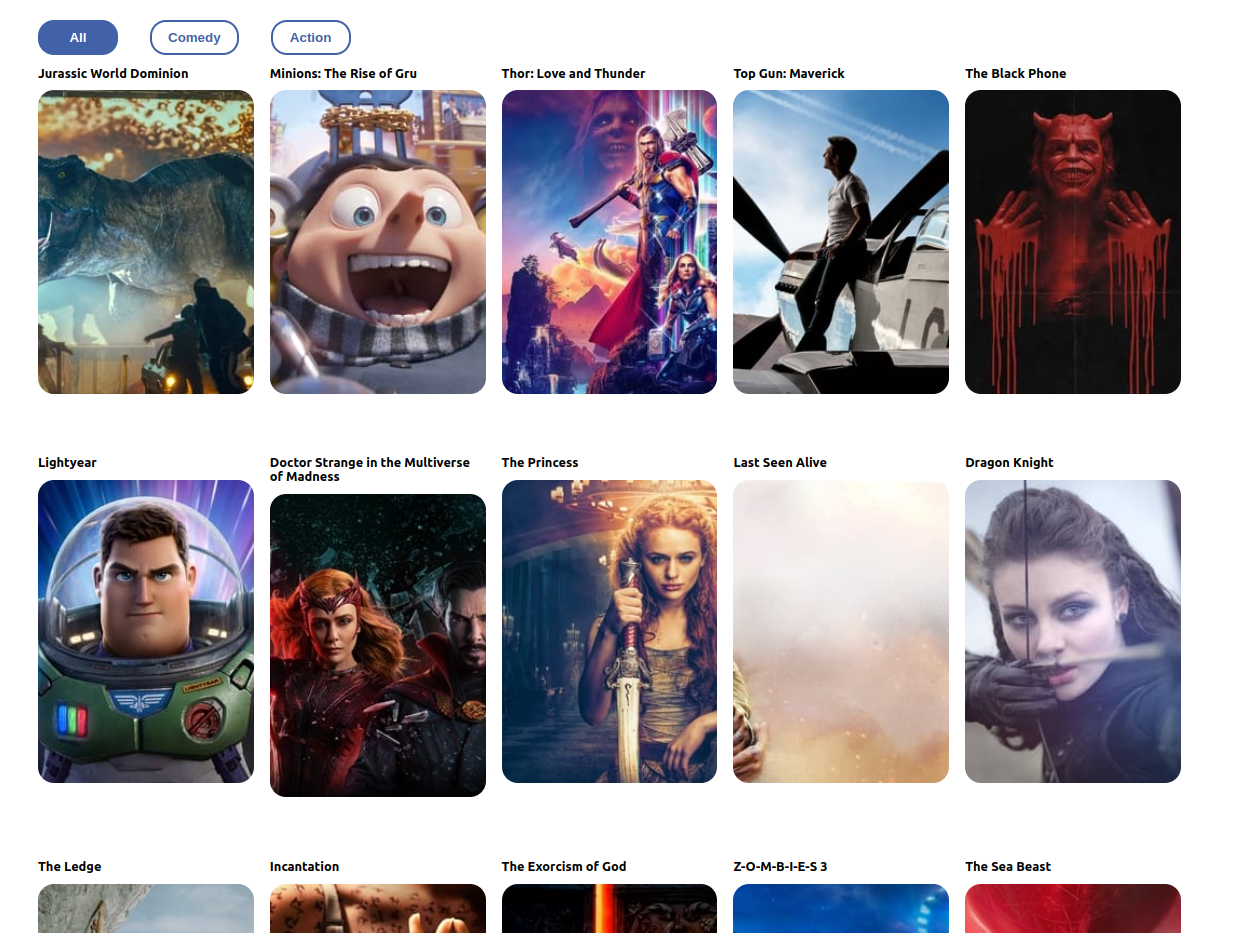 All
Comedy
Action
Jurassic World Dominion
Minions: The Rise of Gru
Thor: Love and Thunder
Top Gun: Maverick
The Black Phone
Lightyear
Doctor Strange in the Multiverse
of Madness
The Princess
Last Seen Alive
Dragon Knight
LIGHTYEAR
The Ledge
Incantation
The Exorcism of God
Z-O-M-B-I-E-S 3
The Sea Beast